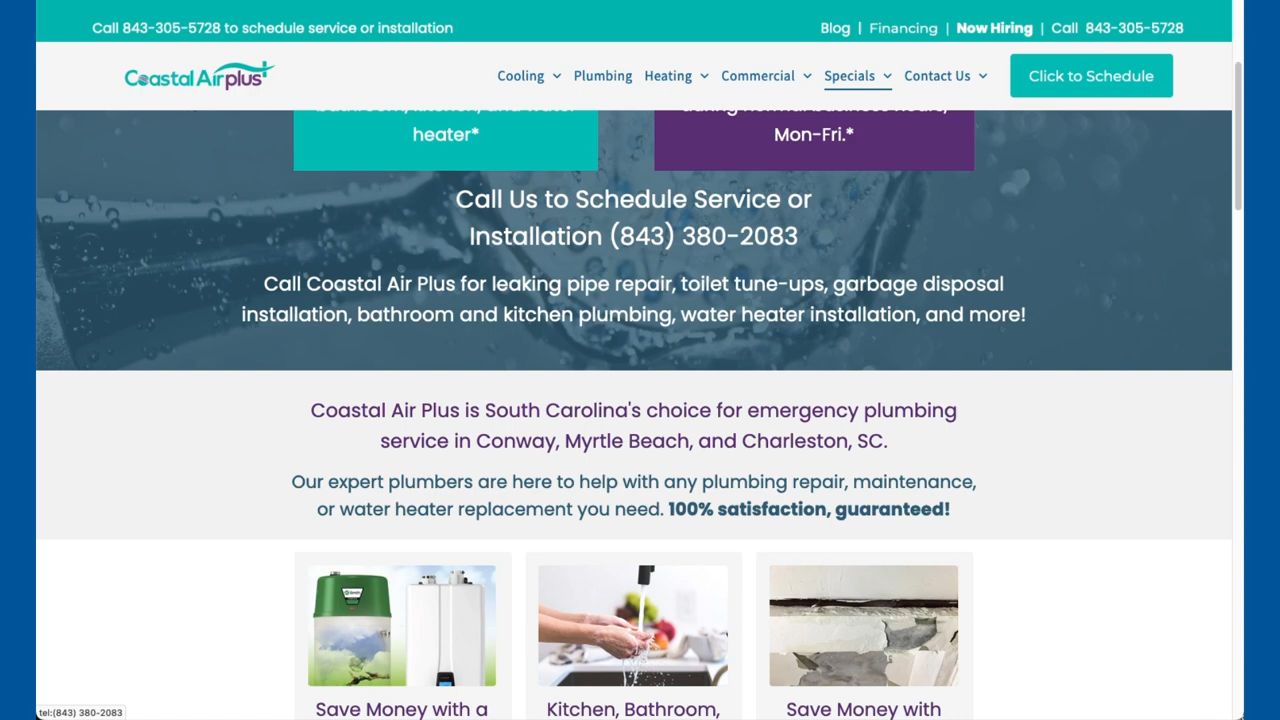 Call 843-305-5728 to schedule service or installation
Blog | Financing | Now Hiring | Call 843-305-5728
Coastal Airplus
Cooling Plumbing Heating Commercial Specials Contact Us
Click to Schedule
heater*
Mon-Fri.*
Call Us to Schedule Service or
Installation (843) 380-2083
Call Coastal Air Plus for leaking pipe repair, toilet tune-ups, garbage disposal
installation, bathroom and kitchen plumbing, water heater installation, and more!
Coastal Air Plus is South Carolina's choice for emergency plumbing
service in Conway, Myrtle Beach, and Charleston, SC.
Our expert plumbers are here to help with any plumbing repair, maintenance,
or water heater replacement you need. 100% satisfaction, guaranteed!
Save Money with a
Kitchen, Bathroom,
Save Money with
tel:(843) 380-2083